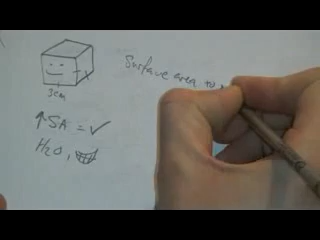 Surface area to
3cm
↑SA = ✓
H₂O,